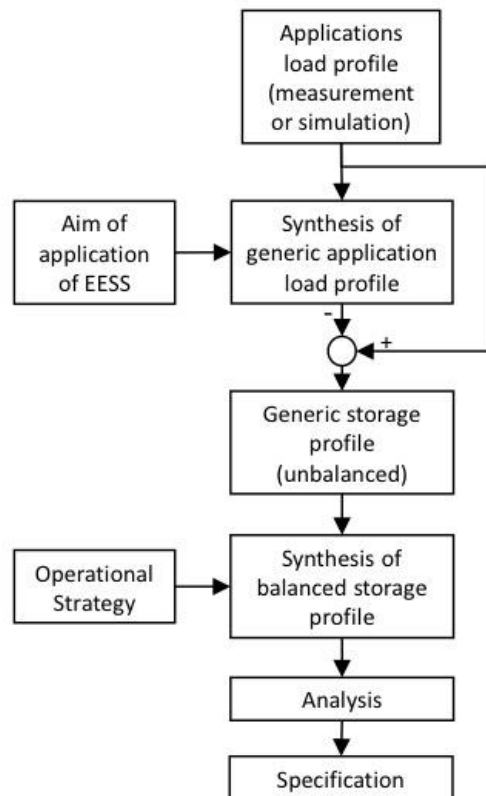 Applications
load profile
(measurement
or simulation)
Aim of
application
of EESS
Synthesis of
generic application
load profile
-
+
Generic storage
profile
(unbalanced)
Operational
Strategy
Synthesis of
balanced storage
profile
Analysis
Specification